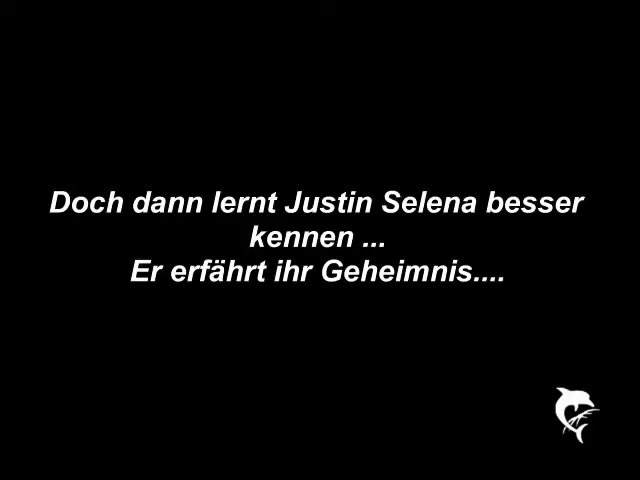 Doch dann lernt Justin Selena besser
kennen ...
Er erfährt ihr Geheimnis....